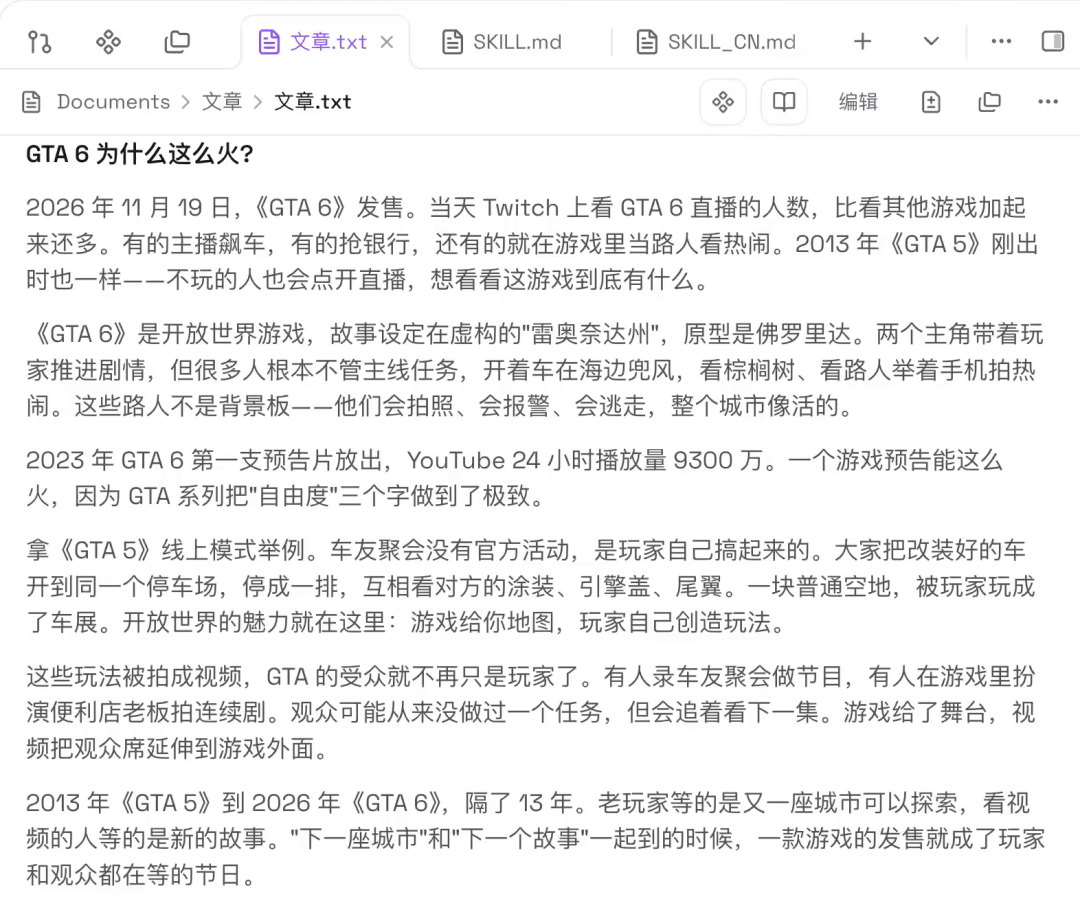 文章.txt
SKILL.md
SKILL_CN.md
Documents > 文章 > 文章.txt
编辑
GTA 6 为什么这么火?
2026 年 11 月 19 日，《GTA 6》发售。当天 Twitch 上看 GTA 6 直播的人数，比看其他游戏加起
来还多。有的主播飙车，有的抢银行，还有的就在游戏里当路人看热闹。2013 年《GTA 5》刚出
时也一样——不玩的人也会点开直播，想看看这游戏到底有什么。
《GTA 6》是开放世界游戏，故事设定在虚构的"雷奥奈达州"，原型是佛罗里达。两个主角带着玩
家推进剧情，但很多人根本不管主线任务，开着车在海边兜风，看棕榈树、看路人举着手机拍热
闹。这些路人不是背景板——他们会拍照、会报警、会逃走，整个城市像活的。
2023 年 GTA 6 第一支预告片放出，YouTube 24 小时播放量 9300 万。一个游戏预告能这么
火，因为 GTA 系列把"自由度"三个字做到了极致。
拿《GTA 5》线上模式举例。车友聚会没有官方活动，是玩家自己搞起来的。大家把改装好的车
开到同一个停车场，停成一排，互相看对方的涂装、引擎盖、尾翼。一块普通空地，被玩家玩成
了车展。开放世界的魅力就在这里：游戏给你地图，玩家自己创造玩法。
这些玩法被拍成视频，GTA 的受众就不再只是玩家了。有人录车友聚会做节目，有人在游戏里扮
演便利店老板拍连续剧。观众可能从来没做过一个任务，但会追着看下一集。游戏给了舞台，视
频把观众席延伸到游戏外面。
2013 年《GTA 5》到 2026 年《GTA 6》，隔了 13 年。老玩家等的是又一座城市可以探索，看视
频的人等的是新的故事。"下一座城市"和"下一个故事"一起到的时候，一款游戏的发售就成了玩家
和观众都在等的节日。